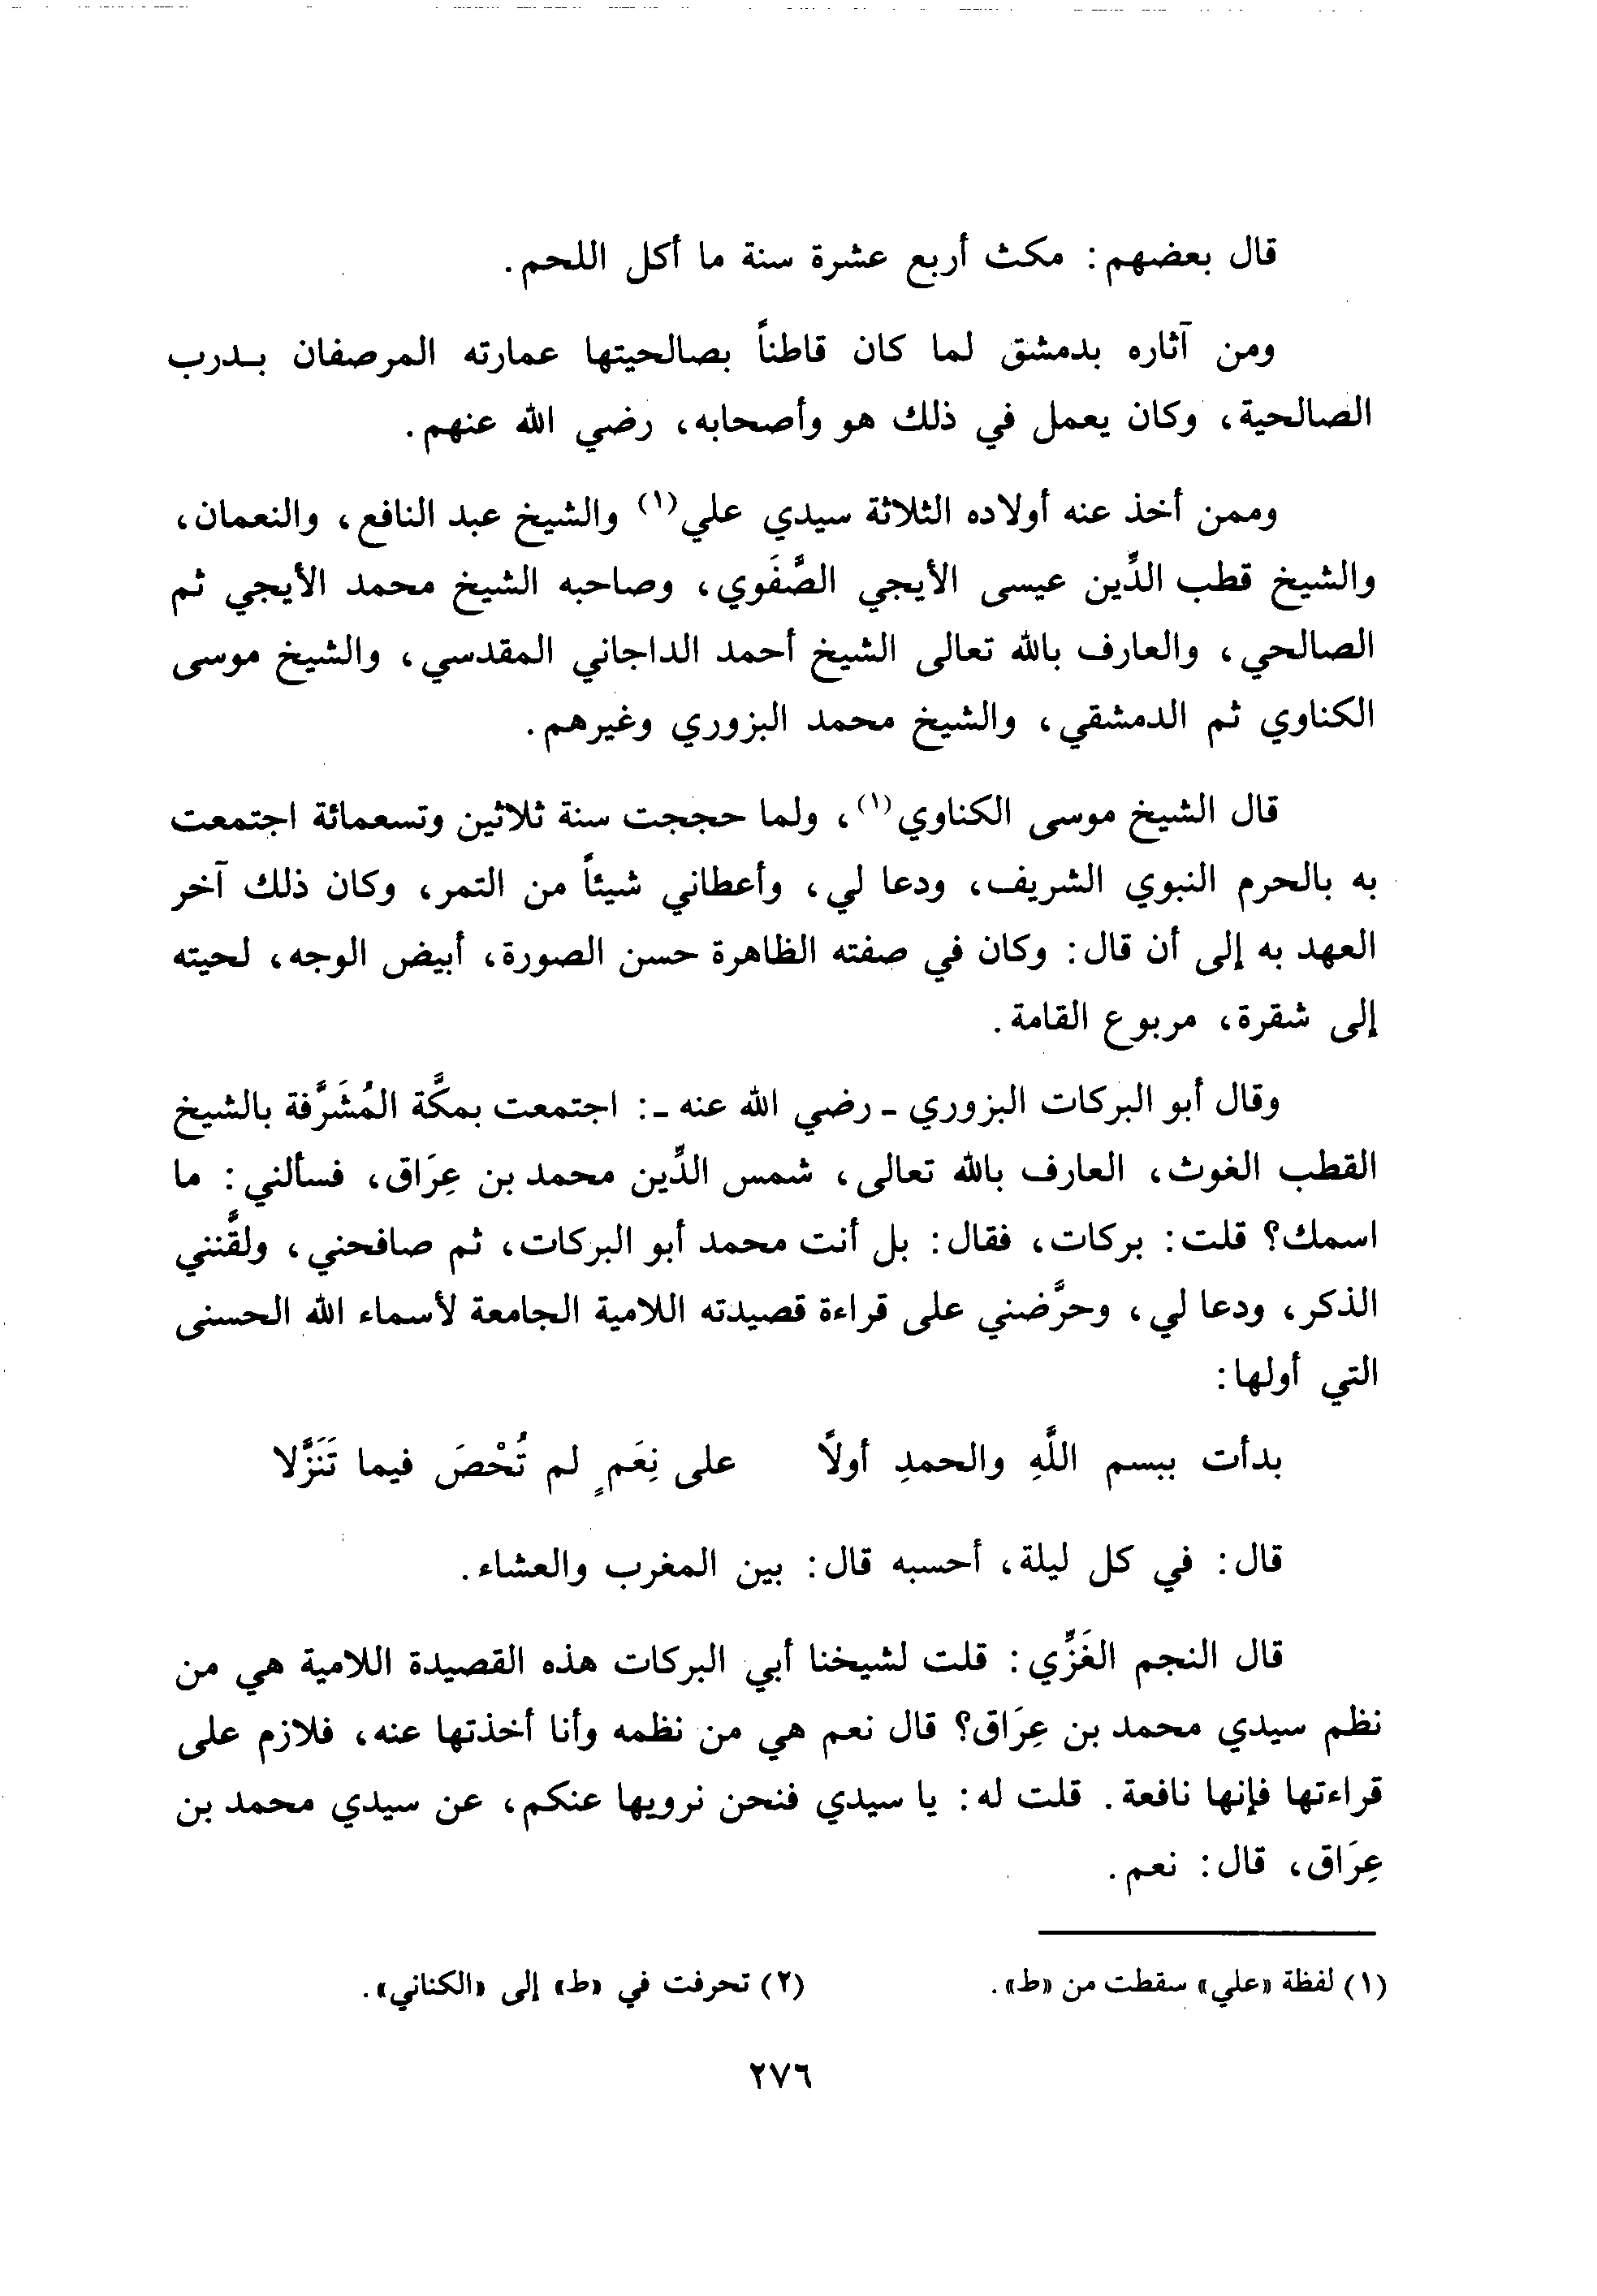 قال بعضهم: مكث أربع عشرة سنة ما أكل اللحم.
ومن آثاره بدمشق لما كان قاطناً بصالحيتها عمارته المرصفان بـدرب
الصالحية، وكان يعمل في ذلك هو وأصحابه، رضي الله عنهم.
وممن أخذ عنه أولاده الثلاثة سيدي علي(١) والشيخ عبد النافع، والنعمان،
والشيخ قطب الدِّين عيسى الأيجي الصَّفَوي، وصاحبه الشيخ محمد الأيجي ثم
الصالحي، والعارف بالله تعالى الشيخ أحمد الداجاني المقدسي، والشيخ موسى
الكناوي ثم الدمشقي، والشيخ محمد البزوري وغيرهم.
قال الشيخ موسى الكناوي(١)، ولما حججت سنة ثلاثين وتسعمائة اجتمعت
به بالحرم النبوي الشريف، ودعا لي، وأعطاني شيئاً من التمر، وكان ذلك آخر
العهد به إلى أن قال: وكان في صفته الظاهرة حسن الصورة، أبيض الوجه، لحيته
إلى شقرة، مربوع القامة.
وقال أبو البركات البزوري ـ رضي الله عنه ـ: اجتمعت بمكَّة المُشَرَّفة بالشيخ
القطب الغوث، العارف بالله تعالى، شمس الدِّين محمد بن عِرَاق، فسألني: ما
اسمك؟ قلت: بركات، فقال: بل أنت محمد أبو البركات، ثم صافحني، ولقَّنني
الذكر، ودعا لي، وحرَّضني على قراءة قصيدته اللامية الجامعة لأسماء الله الحسنى
التي أولها:
بدأت ببسم اللَّهِ والحمدِ أولاً على نِعَمٍ لم تُحْصَ فيما تَنَزَّلا
قال: في كل ليلة، أحسبه قال: بين المغرب والعشاء.
قال النجم الغَزِّي: قلت لشيخنا أبي البركات هذه القصيدة اللامية هي من
نظم سيدي محمد بن عِرَاق؟ قال نعم هي من نظمه وأنا أخذتها عنه، فلازم على
قراءتها فإنها نافعة. قلت له: يا سيدي فنحن نرويها عنكم، عن سيدي محمد بن
عِرَاق، قال: نعم.
(١) لفظة «علي» سقطت من «ط». (٢) تحرفت في «ط» إلى «الكناني».
٢٧٦